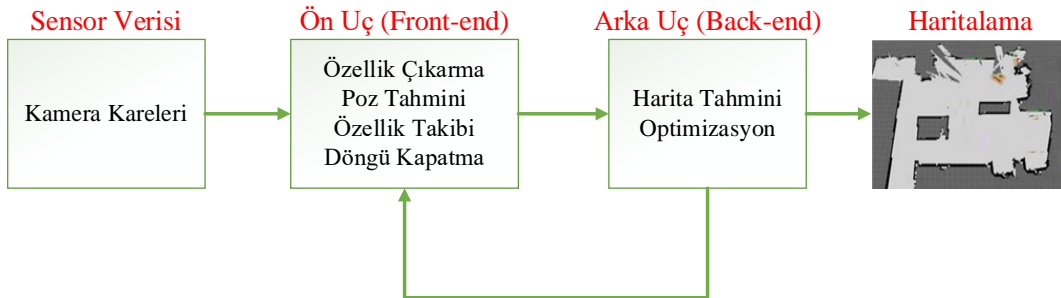 Sensor Verisi
Kamera Kareleri
Ön Uç (Front-end)
Özellik Çıkarma
Poz Tahmini
Özellik Takibi
Döngü Kapatma
Arka Uç (Back-end)
Harita Tahmini
Optimizasyon
Haritalama